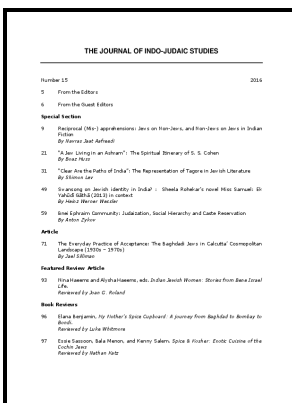 THE JOURNAL OF INDO-JUDAIC STUDIES
Number 15 2016
5 From the Editors
6 From the Guest Editors
Special Section
9 Reciprocal (Mis-) apprehensions: Jews on Non-Jews, and Non-Jews on Jews in Indian
Fiction
By Navras Jaat Aafreedi
21 "A Jew Living in an Ashram": The Spiritual Itinerary of S. S. Cohen
By Boaz Huss
31 "Clear Are the Paths of India": The Representation of Tagore in Jewish Literature
By Shimon Lev
49 Swansong on Jewish identity in India? : Sheela Rohekar's novel Miss Samuel: Ek
Yahūdī Gāthā (2013) in context
By Heinz Werner Wessler
59 Bnei Ephraim Community: Judaization, Social Hierarchy and Caste Reservation
By Anton Zykov
Article
71 The Everyday Practice of Acceptance: The Baghdadi Jews in Calcutta' Cosmopolitan
Landscape (1930s – 1970s)
By Jael Silliman
Featured Review Article
93 Nina Haeems and Alysha Haeems, eds. Indian Jewish Women: Stories from Bene Israel
Life.
Reviewed by Joan G. Roland
Book Reviews
96 Elana Benjamin, My Father's Spice Cupboard: A Journey from Baghdad to Bombay to
Bondi.
Reviewed by Luke Whitmore
97 Essie Sassoon, Bala Menon, and Kenny Salem. Spice & Kosher: Exotic Cuisine of the
Cochin Jews
Reviewed by Nathan Katz